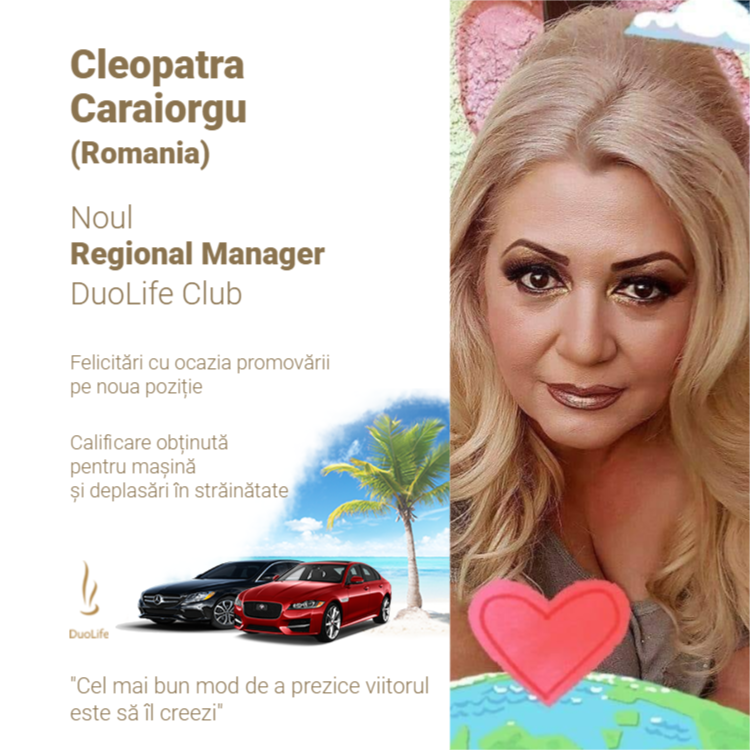 Cleopatra
Caraiorgu
(Romania)
Noul
Regional Manager
DuoLife Club
Felicitări cu ocazia promovării
pe noua poziție
Calificare obținută
pentru mașină
și deplasări în străinătate
DuoLife
"Cel mai bun mod de a prezice viitorul
este să îl creezi"